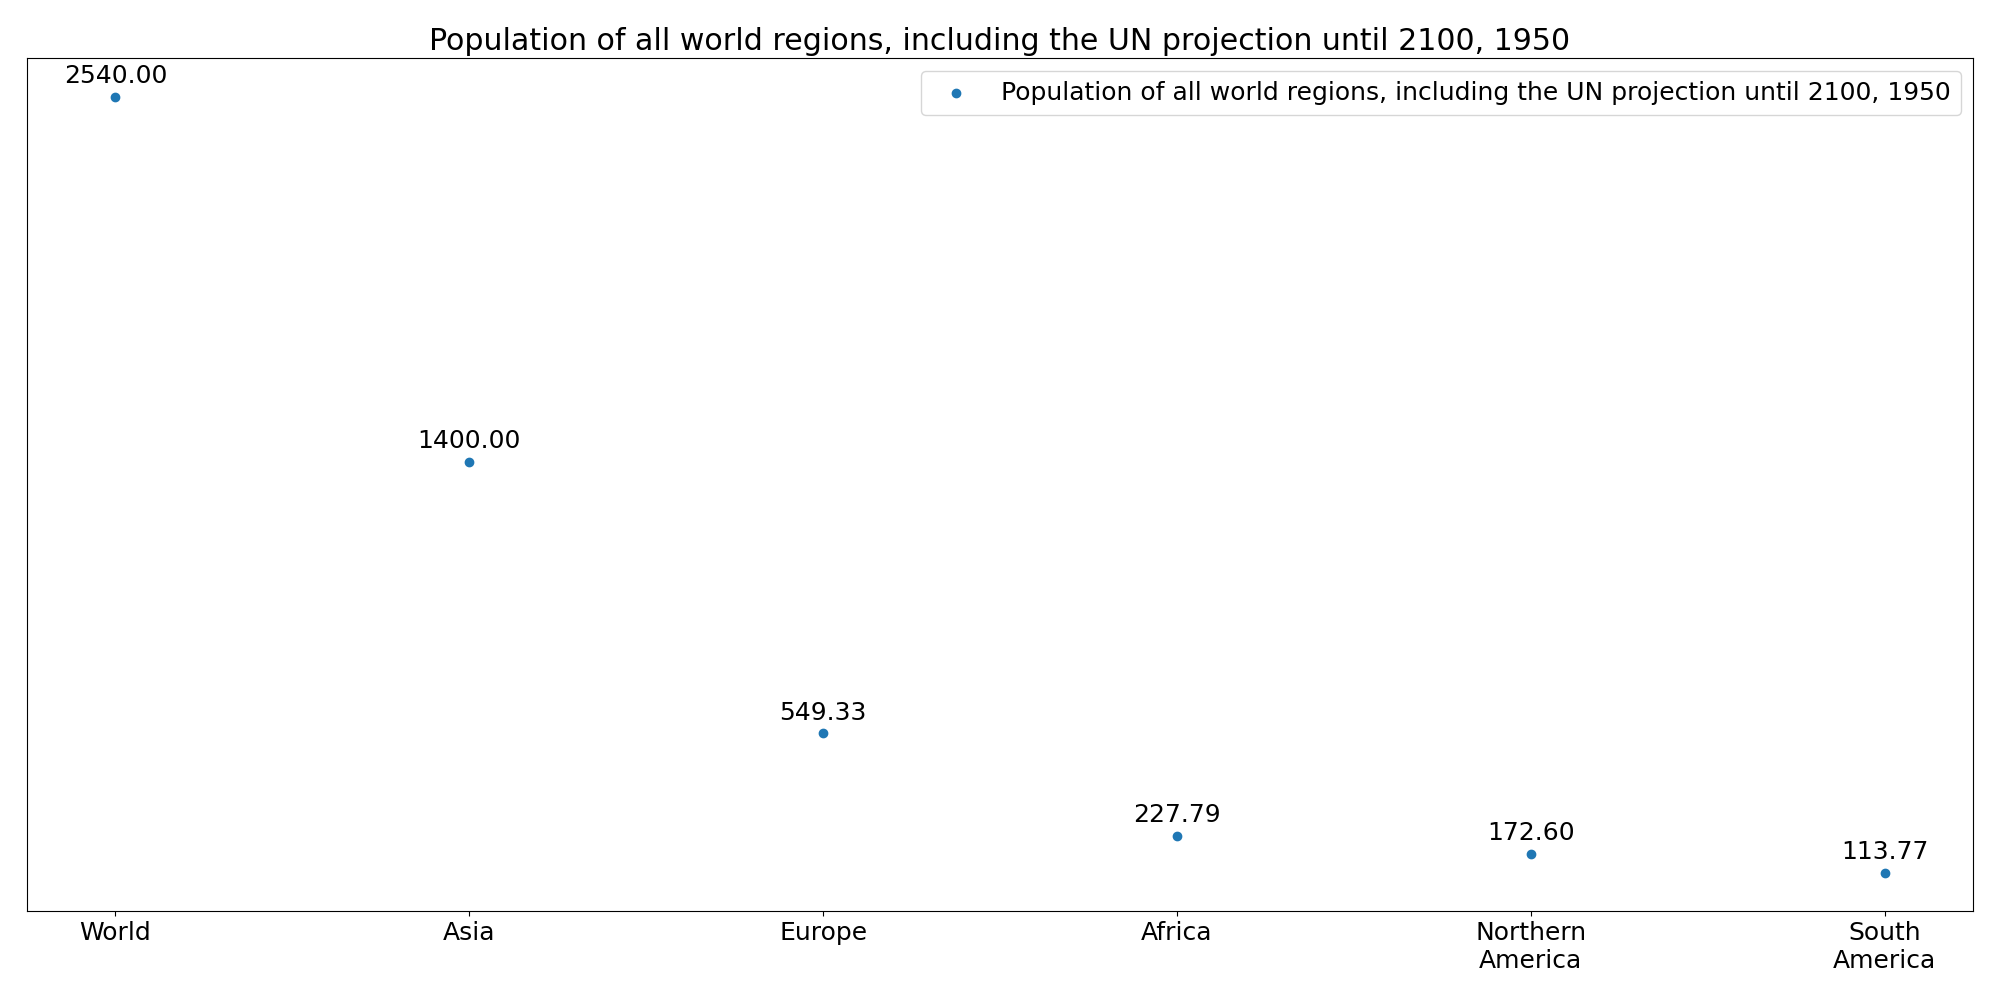 Population of all world regions, including the UN projection until 2100, 1950
Population of all world regions, including the UN projection until 2100, 1950
2540.00
1400.00
549.33
227.79
172.60
113.77
World
Asia
Europe
Africa
Northern
America
South
America